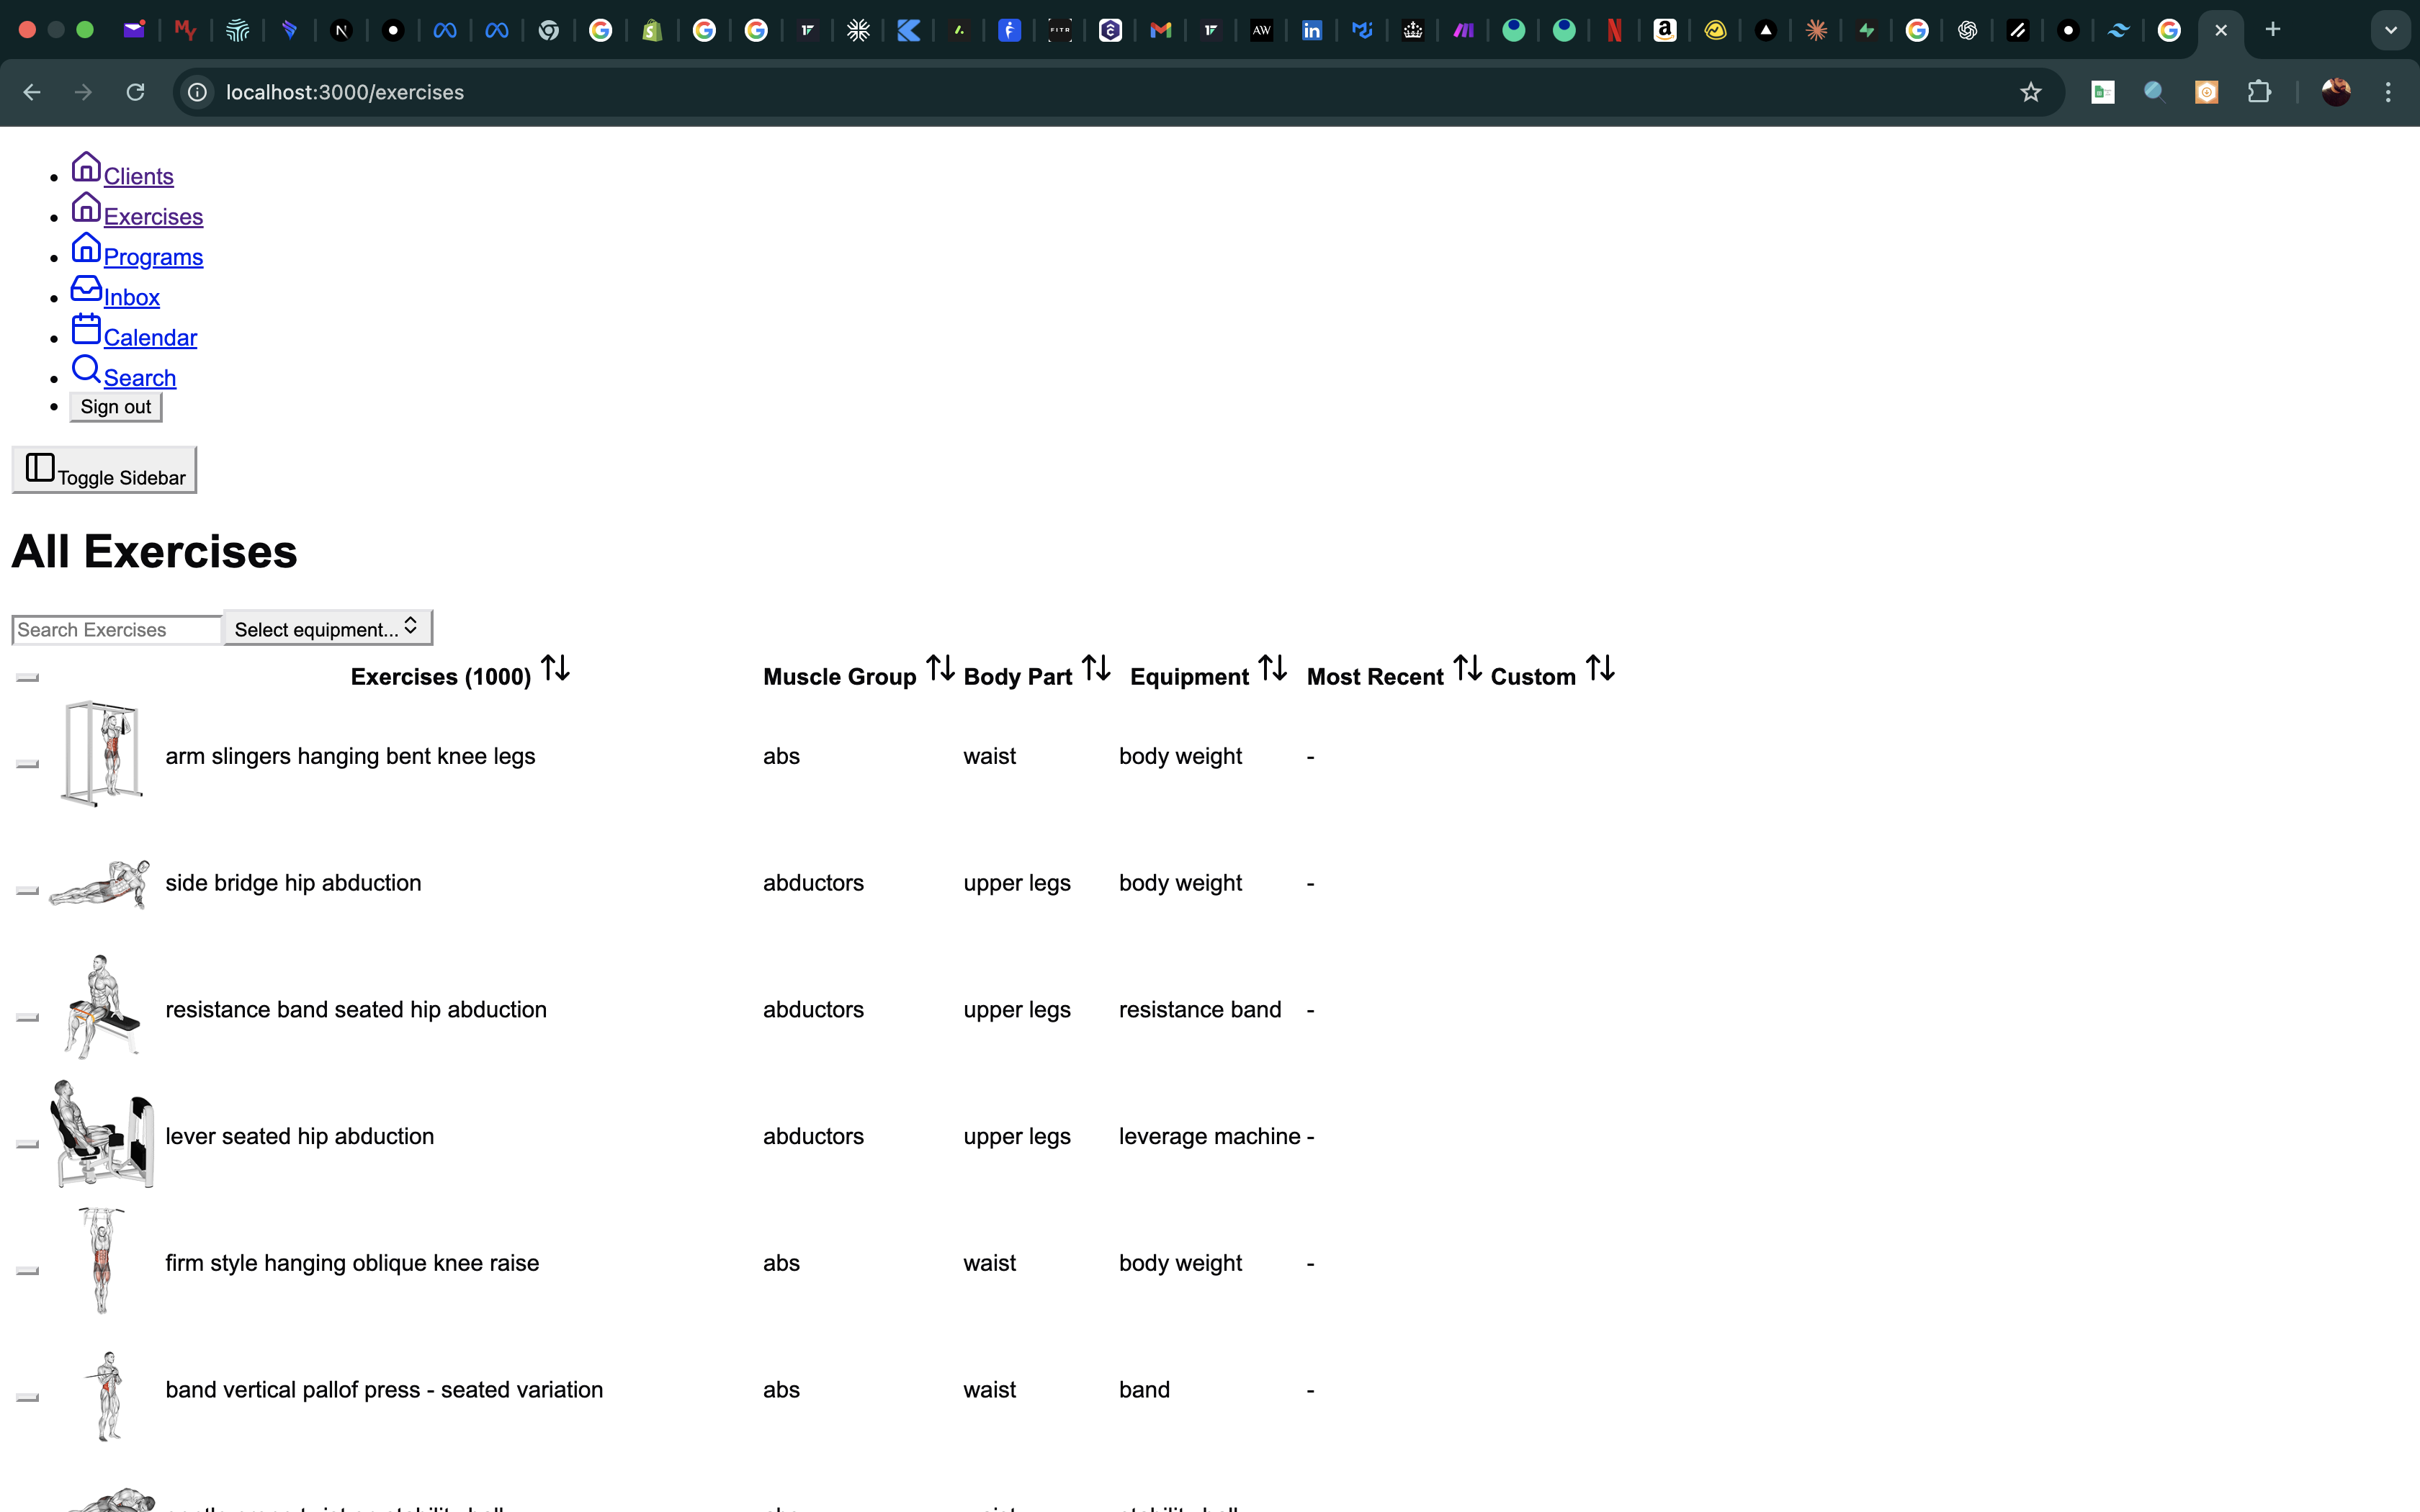 localhost:3000/exercises
Clients
Exercises
Programs
Inbox
Calendar
Search
Sign out
Toggle Sidebar
All Exercises
Search Exercises Select equipment...
Exercises (1000) Muscle Group Body Part Equipment Most Recent Custom
arm slingers hanging bent knee legs abs waist body weight -
side bridge hip abduction abductors upper legs body weight -
resistance band seated hip abduction abductors upper legs resistance band -
lever seated hip abduction abductors upper legs leverage machine -
firm style hanging oblique knee raise abs waist body weight -
band vertical pallof press - seated variation abs waist band -